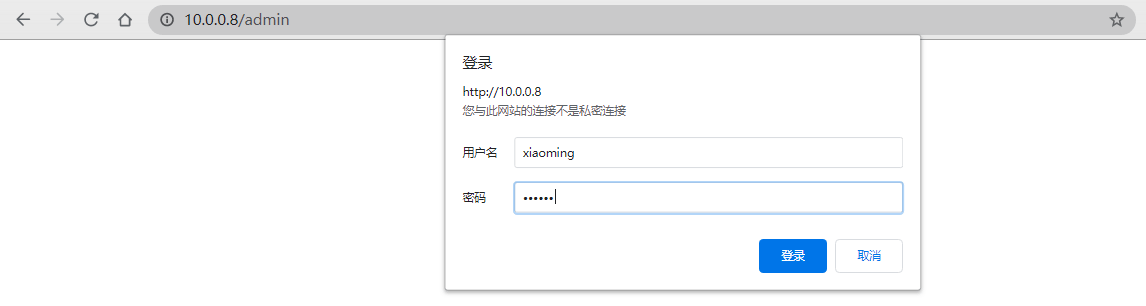 10.0.0.8/admin
登录
http://10.0.0.8
您与此网站的连接不是私密连接
用户名 xiaoming
密码 ••••••
登录 取消